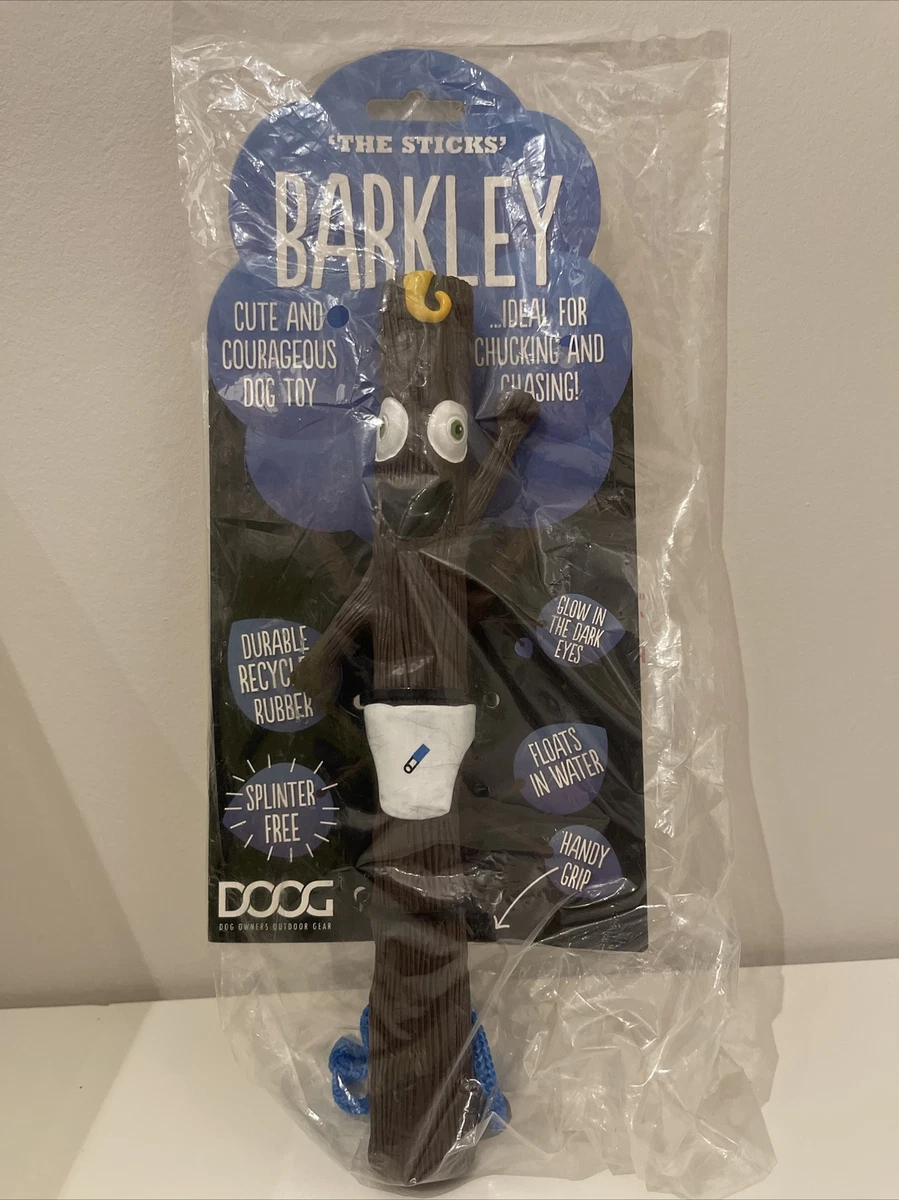 'THE STICKS'
BARKLEY
CUTE AND
COURAGEOUS
DOG TOY
...IDEAL FOR
CHUCKING AND
CHASING!
DURABLE
RECYCLE
RUBBER
SPLINTER
FREE
GLOW IN
THE DARK
EYES
FLOATS
IN WATER
HANDY
GRIP
DOOG
DOG OWNERS OUTDOOR GEAR